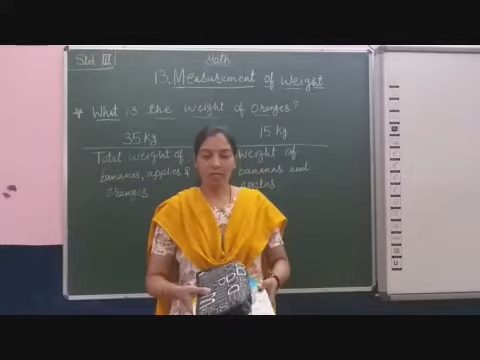 Std III
Math
13. Measurement of weight
* What is the weight of oranges?
35 kg 15 kg
Total weight of weight of
bananas, apples & bananas and
oranges apples